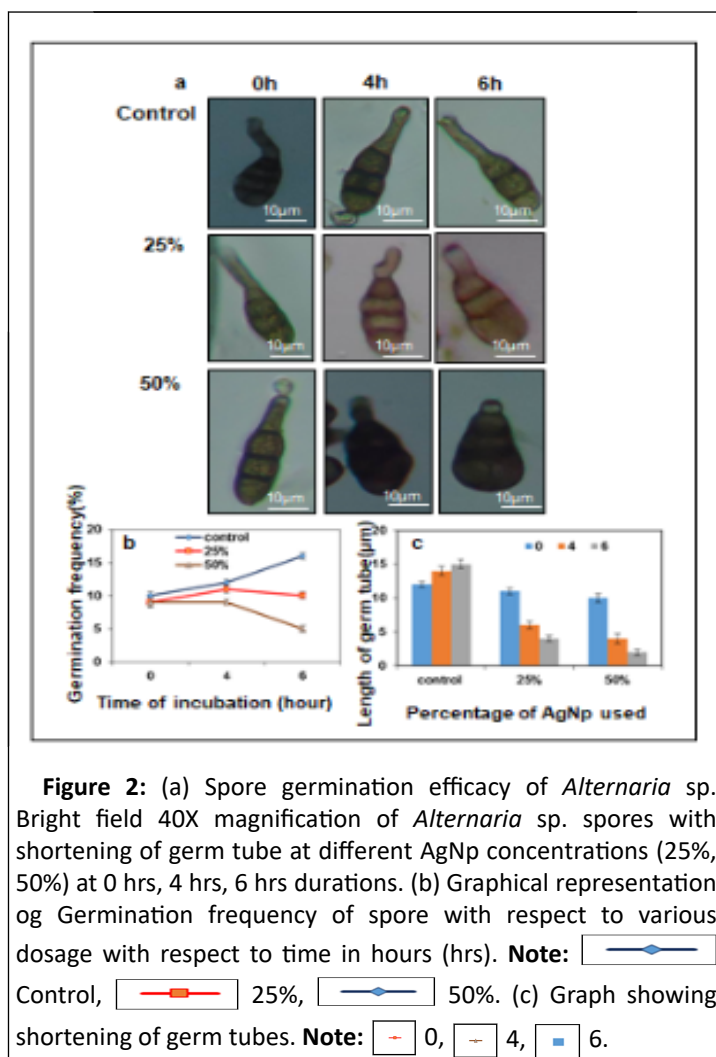 a 0h 4h 6h
Control
10µm 10µm 10µm
25%
10µm 10µm 10µm
50%
10µm 10µm 10µm
Germination frequency(%)
20
15
10
5
0
b
control
25%
50%
0 4 6
Time of incubation (hour)
Length of germ tube(µm)
20
15
10
5
0
c
0 4 6
control 25% 50%
Percentage of AgNp used
Figure 2: (a) Spore germination efficacy of Alternaria sp.
Bright field 40X magnification of Alternaria sp. spores with
shortening of germ tube at different AgNp concentrations (25%,
50%) at 0 hrs, 4 hrs, 6 hrs durations. (b) Graphical representation
og Germination frequency of spore with respect to various
dosage with respect to time in hours (hrs). Note:
Control, 25%, 50%. (c) Graph showing
shortening of germ tubes. Note: 0, 4, 6.